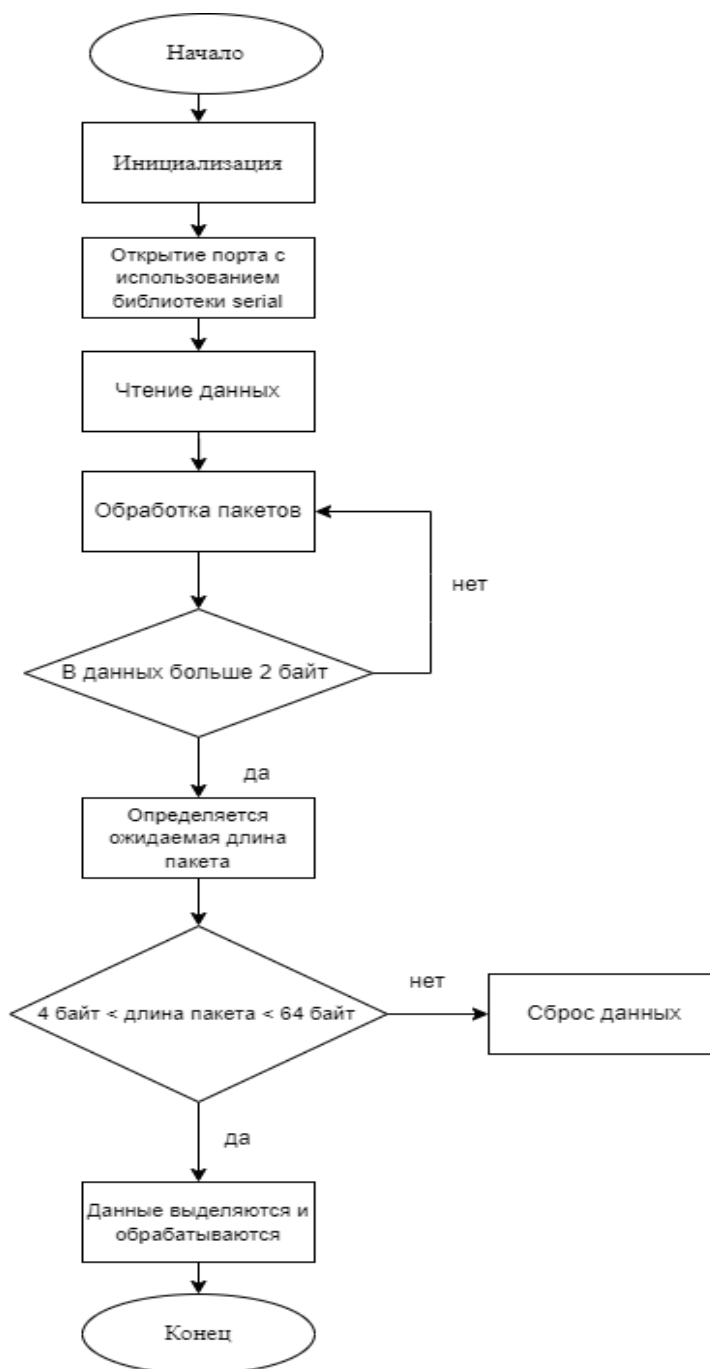 Начало
Инициализация
Открытие порта с
использованием
библиотеки serial
Чтение данных
Обработка пакетов
нет
В данных больше 2 байт
да
Определяется
ожидаемая длина
пакета
4 байт < длина пакета < 64 байт
нет
Сброс данных
да
Данные выделяются и
обрабатываются
Конец